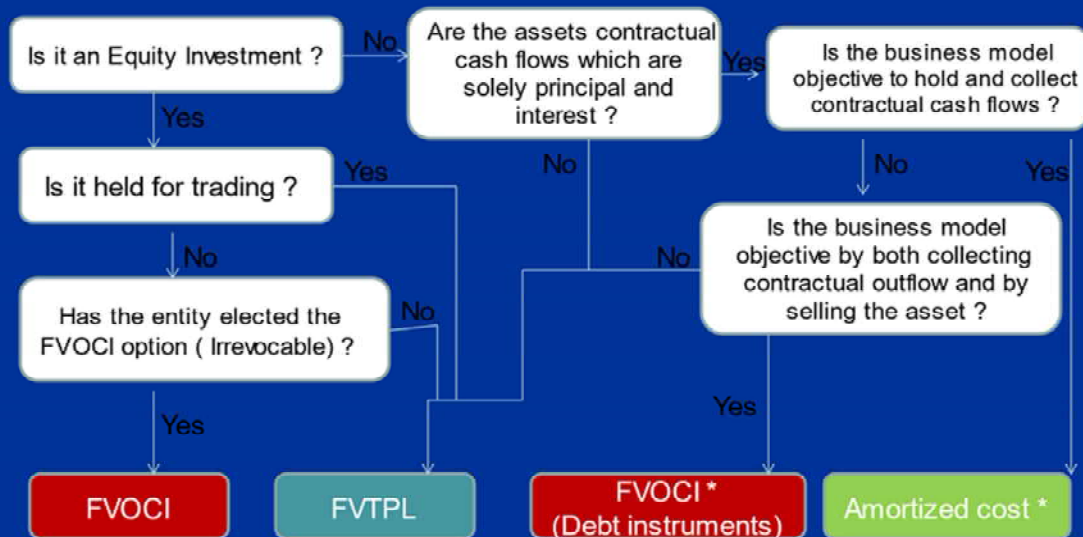 Is it an Equity Investment ?
No
Are the assets contractual
cash flows which are
solely principal and
interest ?
Yes
Is the business model
objective to hold and collect
contractual cash flows ?
Yes
No
No
Yes
Is it held for trading ?
Yes
No
Is the business model
objective by both collecting
contractual outflow and by
selling the asset ?
No
Has the entity elected the
FVOCI option ( Irrevocable) ?
No
Yes
Yes
FVOCI
FVTPL
FVOCI *
(Debt instruments)
Amortized cost *